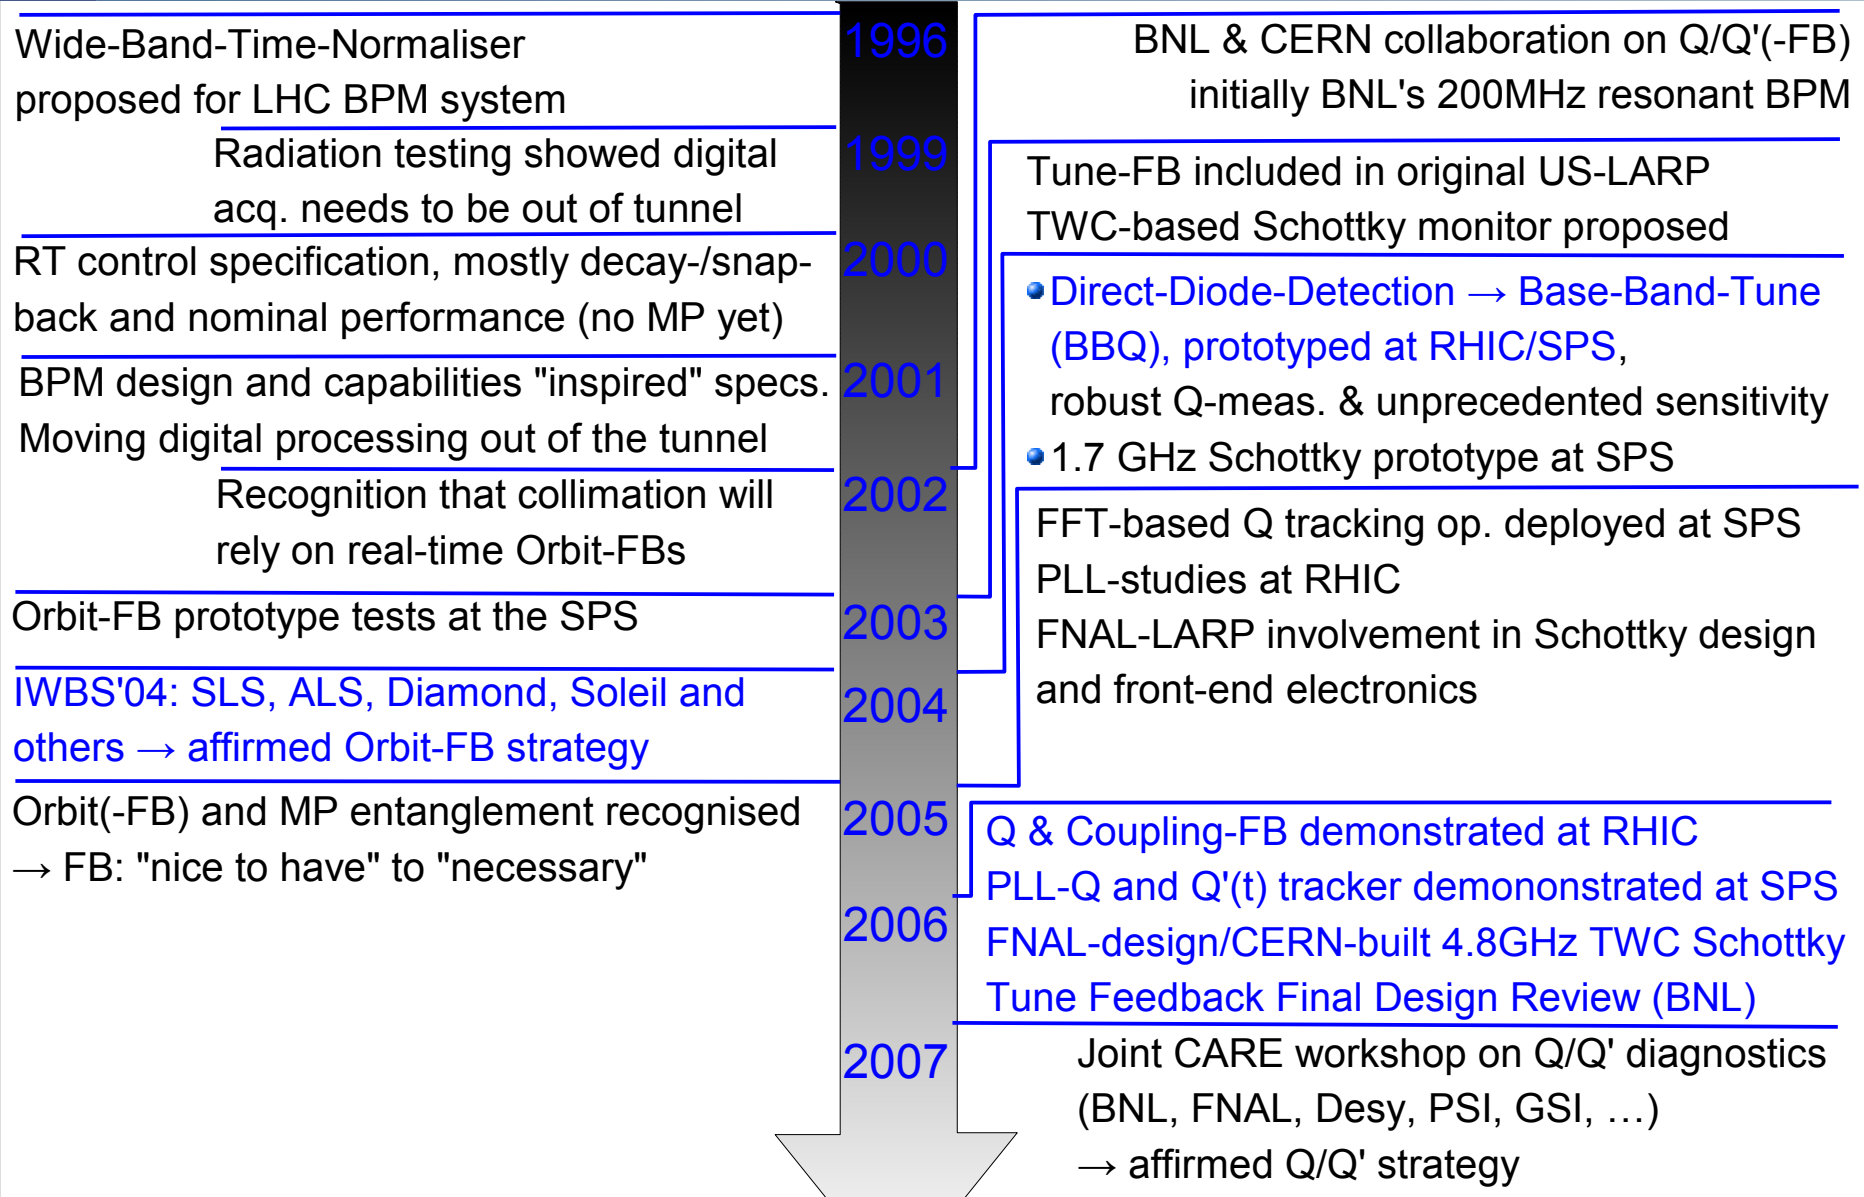 Wide-Band-Time-Normaliser
proposed for LHC BPM system
Radiation testing showed digital
acq. needs to be out of tunnel
RT control specification, mostly decay-/snap-
back and nominal performance (no MP yet)
BPM design and capabilities "inspired" specs.
Moving digital processing out of the tunnel
Recognition that collimation will
rely on real-time Orbit-FBs
Orbit-FB prototype tests at the SPS
IWBS'04: SLS, ALS, Diamond, Soleil and
others → affirmed Orbit-FB strategy
Orbit(-FB) and MP entanglement recognised
→ FB: "nice to have" to "necessary"
1996
1999
2000
2001
2002
2003
2004
2005
2006
2007
BNL & CERN collaboration on Q/Q'(-FB)
initially BNL's 200MHz resonant BPM
Tune-FB included in original US-LARP
TWC-based Schottky monitor proposed
Direct-Diode-Detection → Base-Band-Tune
(BBQ), prototyped at RHIC/SPS,
robust Q-meas. & unprecedented sensitivity
1.7 GHz Schottky prototype at SPS
FFT-based Q tracking op. deployed at SPS
PLL-studies at RHIC
FNAL-LARP involvement in Schottky design
and front-end electronics
Q & Coupling-FB demonstrated at RHIC
PLL-Q and Q'(t) tracker demononstrated at SPS
FNAL-design/CERN-built 4.8GHz TWC Schottky
Tune Feedback Final Design Review (BNL)
Joint CARE workshop on Q/Q' diagnostics
(BNL, FNAL, Desy, PSI, GSI, …)
→ affirmed Q/Q' strategy